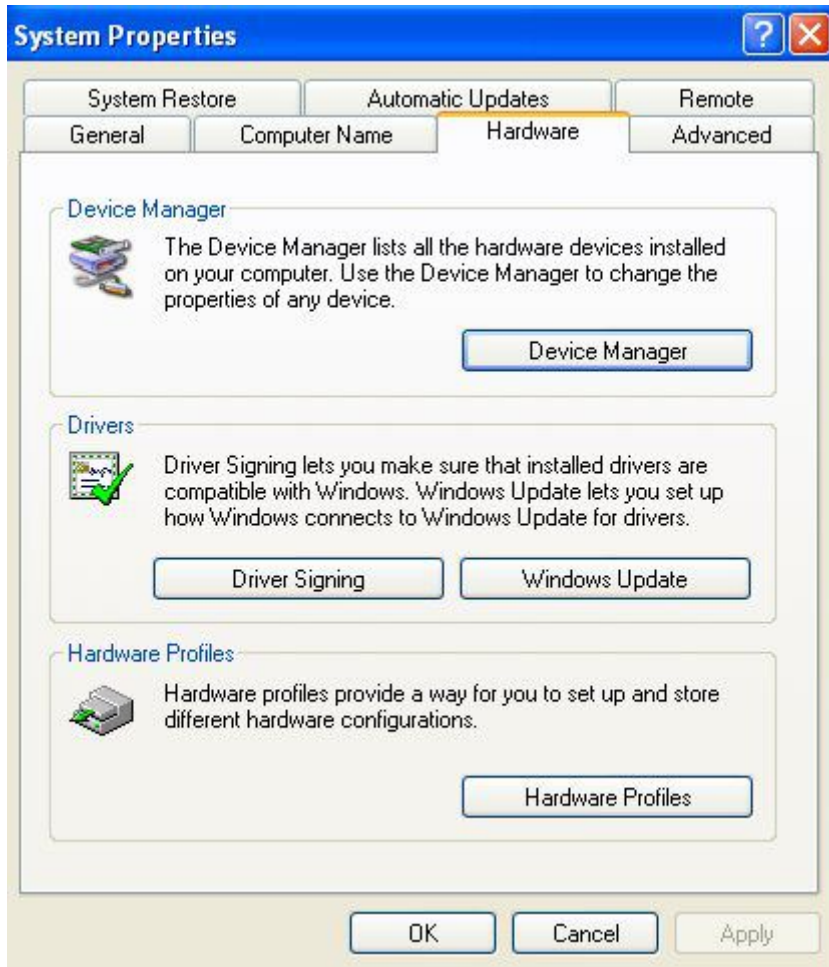 System Properties
?
X
System Restore
Automatic Updates
Remote
General
Computer Name
Hardware
Advanced
Device Manager
The Device Manager lists all the hardware devices installed
on your computer. Use the Device Manager to change the
properties of any device.
Device Manager
Drivers
Driver Signing lets you make sure that installed drivers are
compatible with Windows. Windows Update lets you set up
how Windows connects to Windows Update for drivers.
Driver Signing
Windows Update
Hardware Profiles
Hardware profiles provide a way for you to set up and store
different hardware configurations.
Hardware Profiles
OK
Cancel
Apply